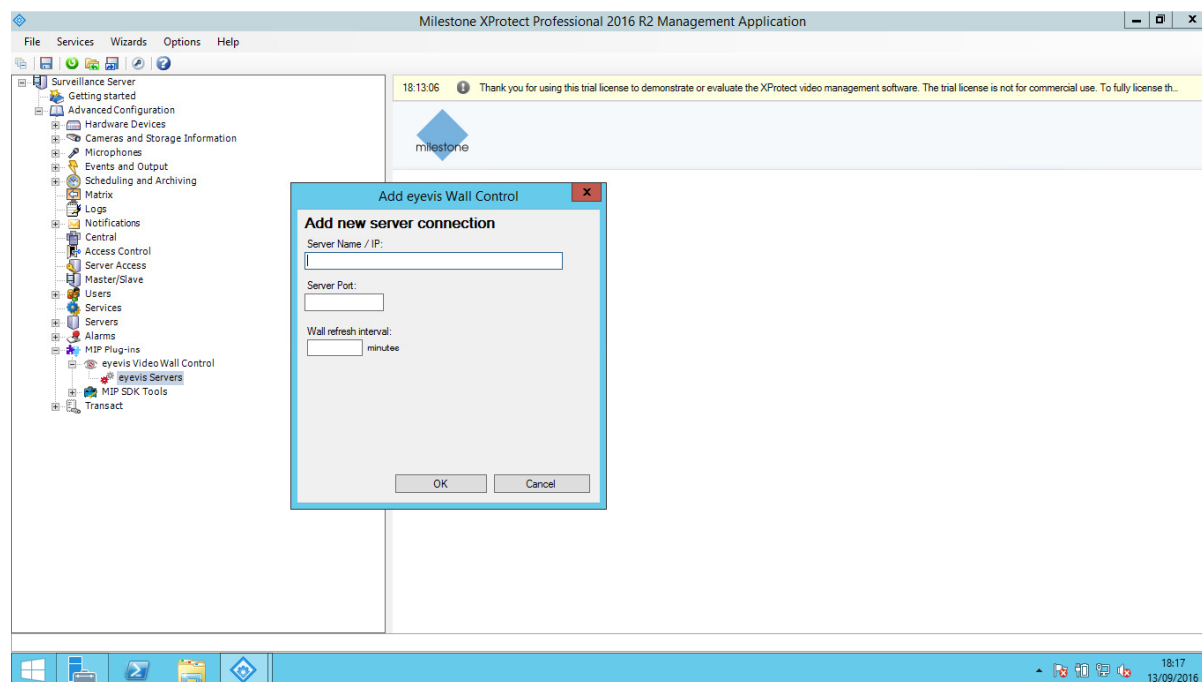 Milestone XProtect Professional 2016 R2 Management Application
File Services Wizards Options Help
Surveillance Server
Getting started
Advanced Configuration
Hardware Devices
Cameras and Storage Information
Microphones
Events and Output
Scheduling and Archiving
Matrix
Logs
Notifications
Central
Access Control
Server Access
Master/Slave
Users
Services
Servers
Alarms
MIP Plug-ins
eyevis Video Wall Control
eyevis Servers
MIP SDK Tools
Transact
18:13:06 Thank you for using this trial license to demonstrate or evaluate the XProtect video management software. The trial license is not for commercial use. To fully license th...
milestone
Add eyevis Wall Control
Add new server connection
Server Name / IP:
Server Port:
Wall refresh interval:
minutes
OK Cancel
18:17
13/09/2016